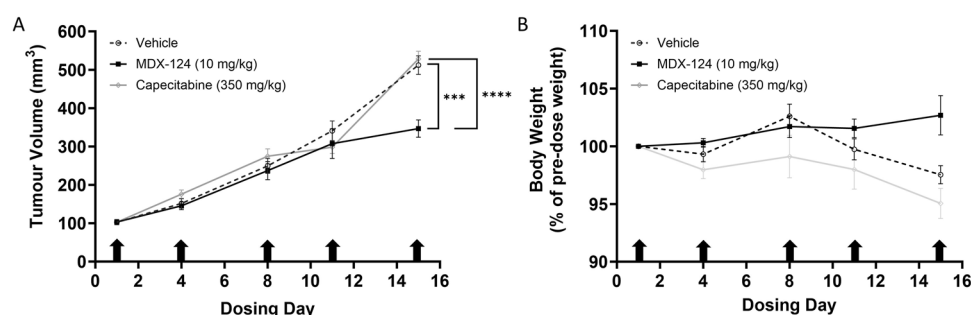 A
Tumour Volume (mm³)
600
500
400
300
200
100
0
Vehicle
MDX-124 (10 mg/kg)
Capecitabine (350 mg/kg)
*** ****
0 2 4 6 8 10 12 14 16
Dosing Day
B
Body Weight
(% of pre-dose weight)
110
105
100
95
90
Vehicle
MDX-124 (10 mg/kg)
Capecitabine (350 mg/kg)
0 2 4 6 8 10 12 14 16
Dosing Day